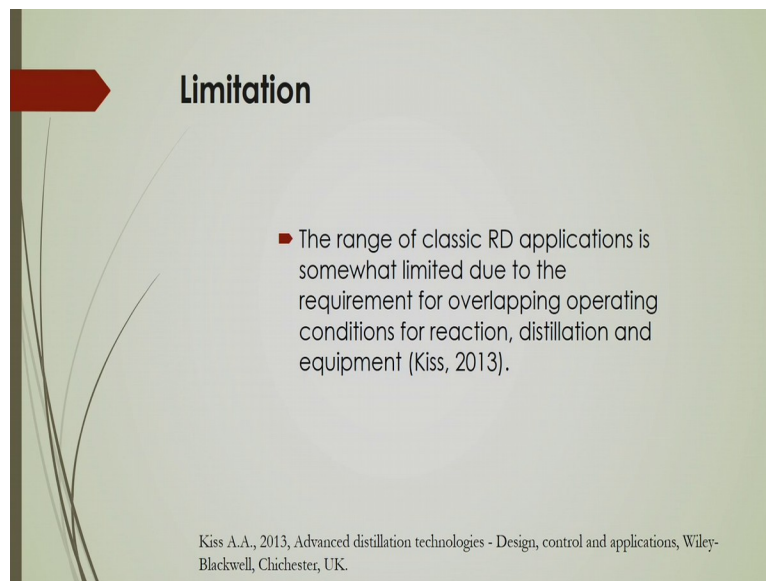 Limitation
The range of classic RD applications is
somewhat limited due to the
requirement for overlapping operating
conditions for reaction, distillation and
equipment (Kiss, 2013).
Kiss A.A., 2013, Advanced distillation technologies - Design, control and applications, Wiley-
Blackwell, Chichester, UK.